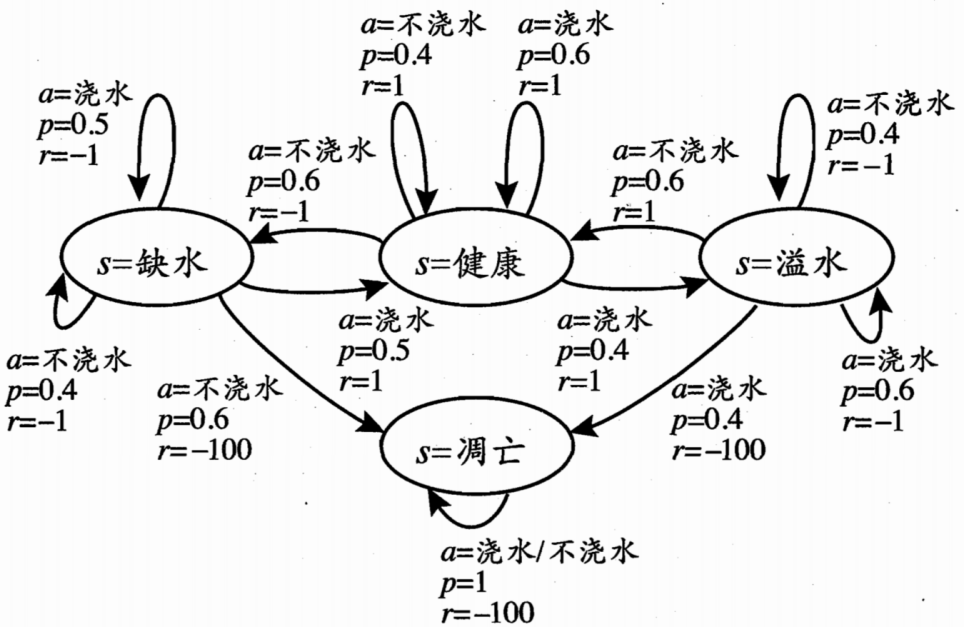 a=不浇水
p=0.4
r=1
a=浇水
p=0.6
r=1
a=浇水
p=0.5
r=-1
a=不浇水
p=0.6
r=-1
a=不浇水
p=0.6
r=1
a=不浇水
p=0.4
r=-1
s=缺水
s=健康
s=溢水
a=不浇水
p=0.4
r=-1
a=不浇水
p=0.6
r=-100
a=浇水
p=0.5
r=1
a=浇水
p=0.4
r=1
a=浇水
p=0.4
r=-100
a=浇水
p=0.6
r=-1
s=凋亡
a=浇水/不浇水
p=1
r=-100